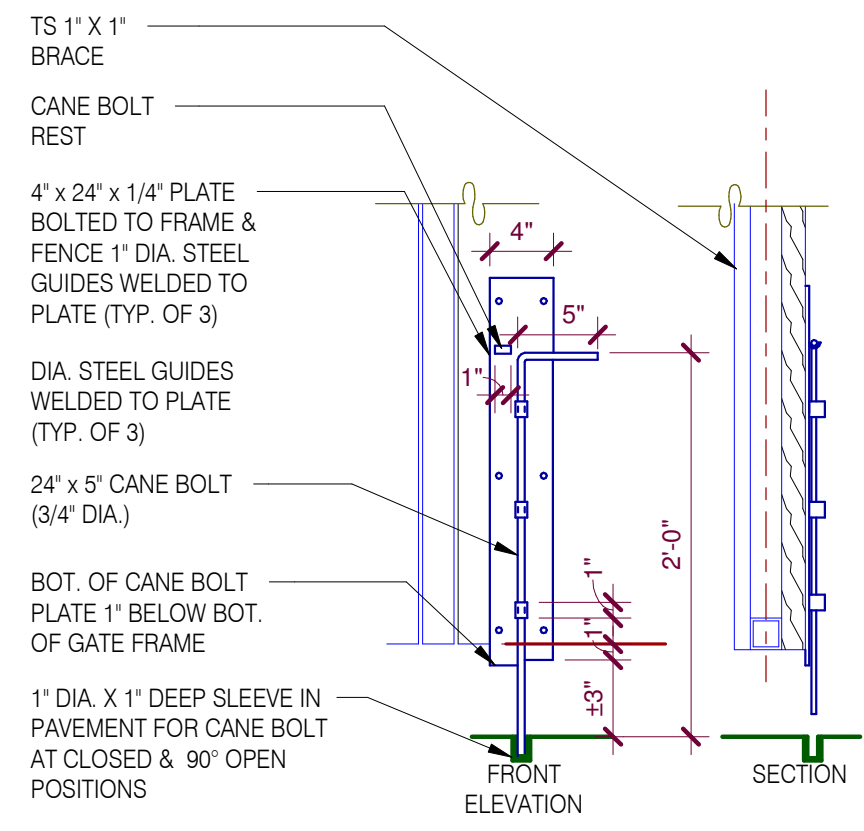 TS 1" X 1"
BRACE
CANE BOLT
REST
4" x 24" x 1/4" PLATE
BOLTED TO FRAME &
FENCE 1" DIA. STEEL
GUIDES WELDED TO
PLATE (TYP. OF 3)
DIA. STEEL GUIDES
WELDED TO PLATE
(TYP. OF 3)
24" x 5" CANE BOLT
(3/4" DIA.)
BOT. OF CANE BOLT
PLATE 1" BELOW BOT.
OF GATE FRAME
1" DIA. X 1" DEEP SLEEVE IN
PAVEMENT FOR CANE BOLT
AT CLOSED & 90° OPEN
POSITIONS
4"
5"
1"
2'-0"
1"
1"
±3"
FRONT
ELEVATION
SECTION